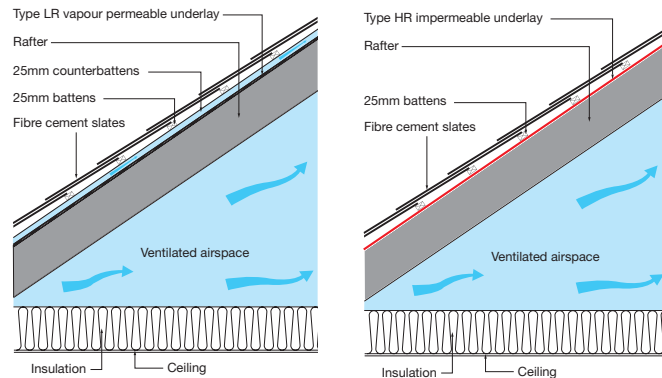 Type LR vapour permeable underlay
Rafter
25mm counterbattens
25mm battens
Fibre cement slates
Ventilated airspace
Insulation
Ceiling
Type HR impermeable underlay
Rafter
25mm battens
Fibre cement slates
Ventilated airspace
Insulation
Ceiling